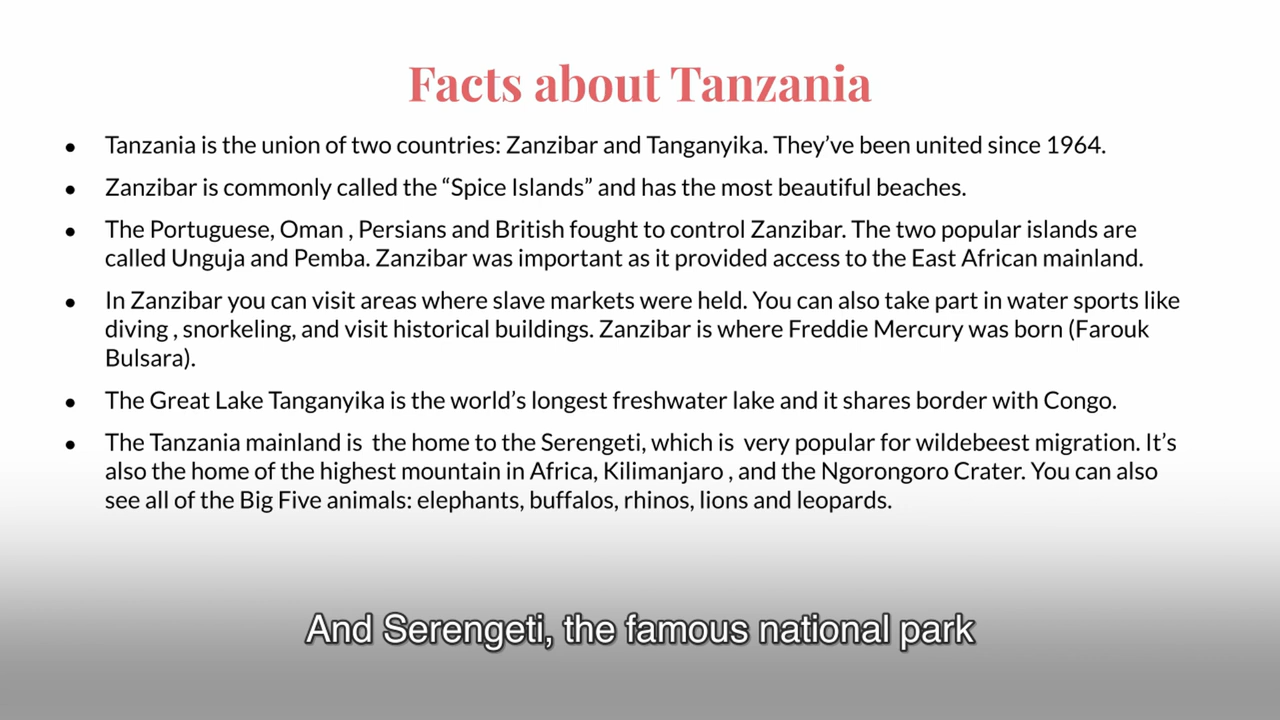 Facts about Tanzania
• Tanzania is the union of two countries: Zanzibar and Tanganyika. They’ve been united since 1964.
• Zanzibar is commonly called the “Spice Islands” and has the most beautiful beaches.
• The Portuguese, Oman , Persians and British fought to control Zanzibar. The two popular islands are
called Unguja and Pemba. Zanzibar was important as it provided access to the East African mainland.
• In Zanzibar you can visit areas where slave markets were held. You can also take part in water sports like
diving , snorkeling, and visit historical buildings. Zanzibar is where Freddie Mercury was born (Farouk
Bulsara).
• The Great Lake Tanganyika is the world’s longest freshwater lake and it shares border with Congo.
• The Tanzania mainland is  the home to the Serengeti, which is  very popular for wildebeest migration. It’s
also the home of the highest mountain in Africa, Kilimanjaro , and the Ngorongoro Crater. You can also
see all of the Big Five animals: elephants, buffalos, rhinos, lions and leopards.
And Serengeti, the famous national park